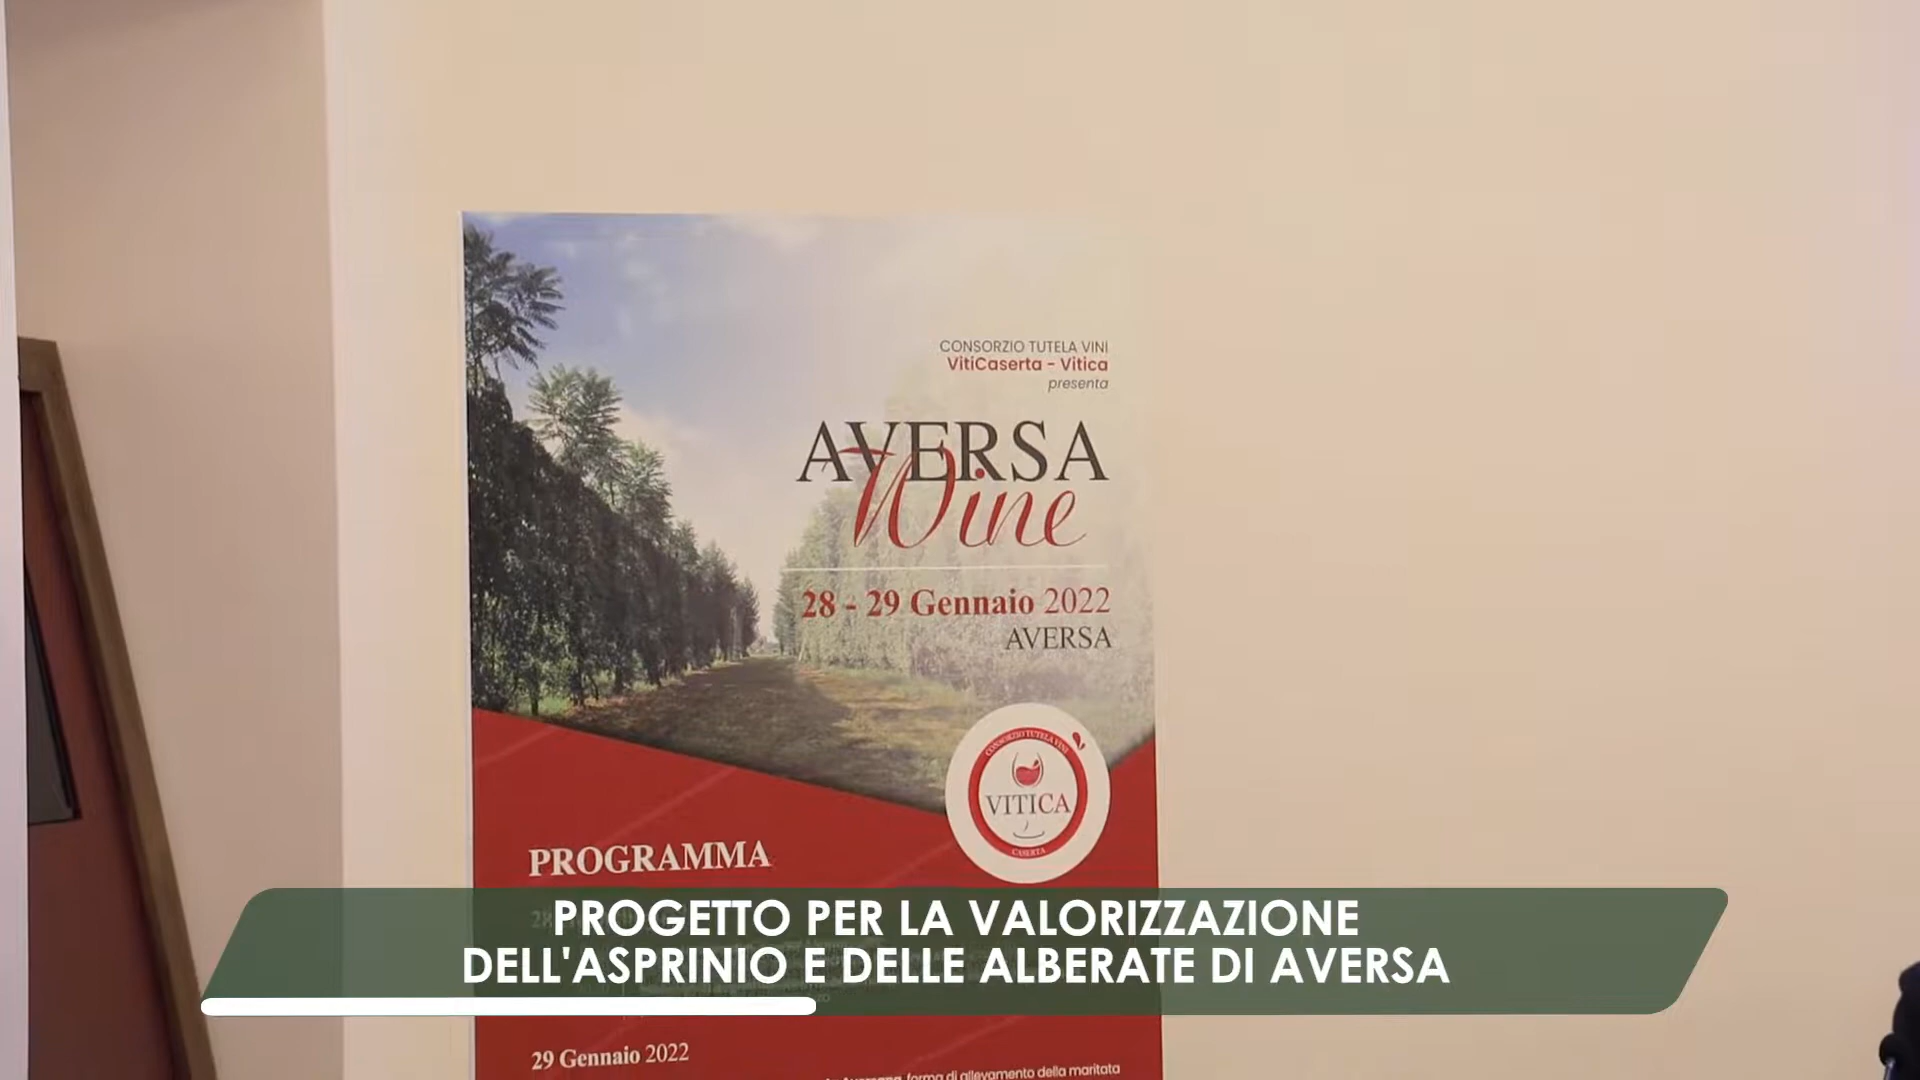 CONSORZIO TUTELA VINI
VitiCaserta - Vitica
presenta
AVERSA
Wine
28 - 29 Gennaio 2022
AVERSA
CONSORZIO TUTELA VINI
VITICA
CASERTA
PROGRAMMA
PROGETTO PER LA VALORIZZAZIONE
DELL'ASPRINIO E DELLE ALBERATE DI AVERSA
29 Gennaio 2022
forma di allevamento della maritata